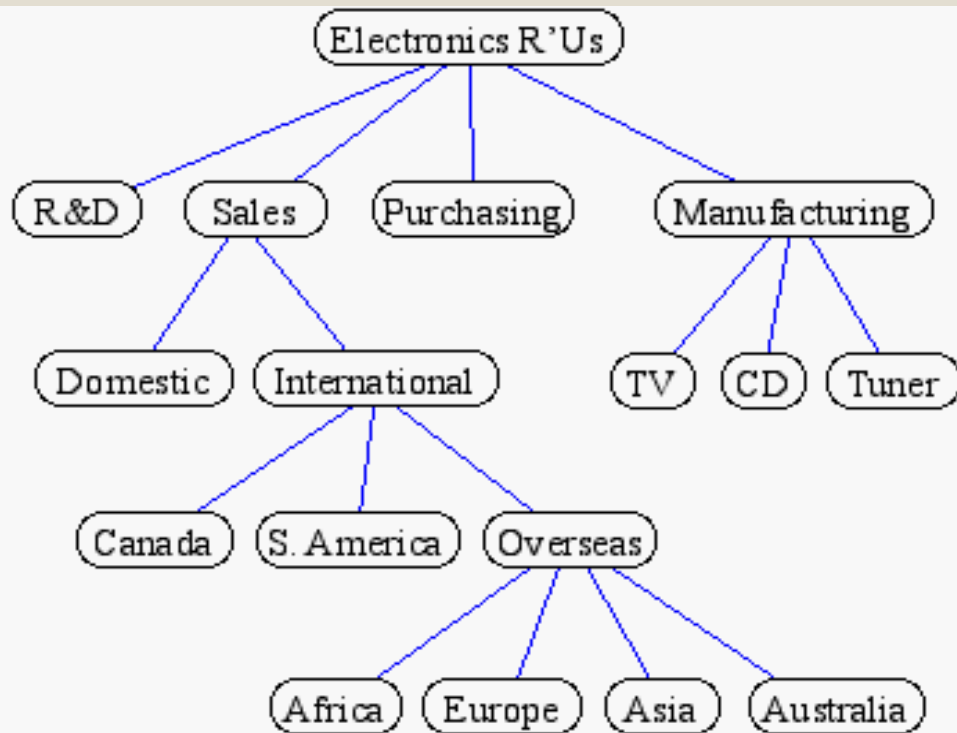 Electronics R’Us
R&D Sales Purchasing Manufacturing
Domestic International TV CD Tuner
Canada S. America Overseas
Africa Europe Asia Australia